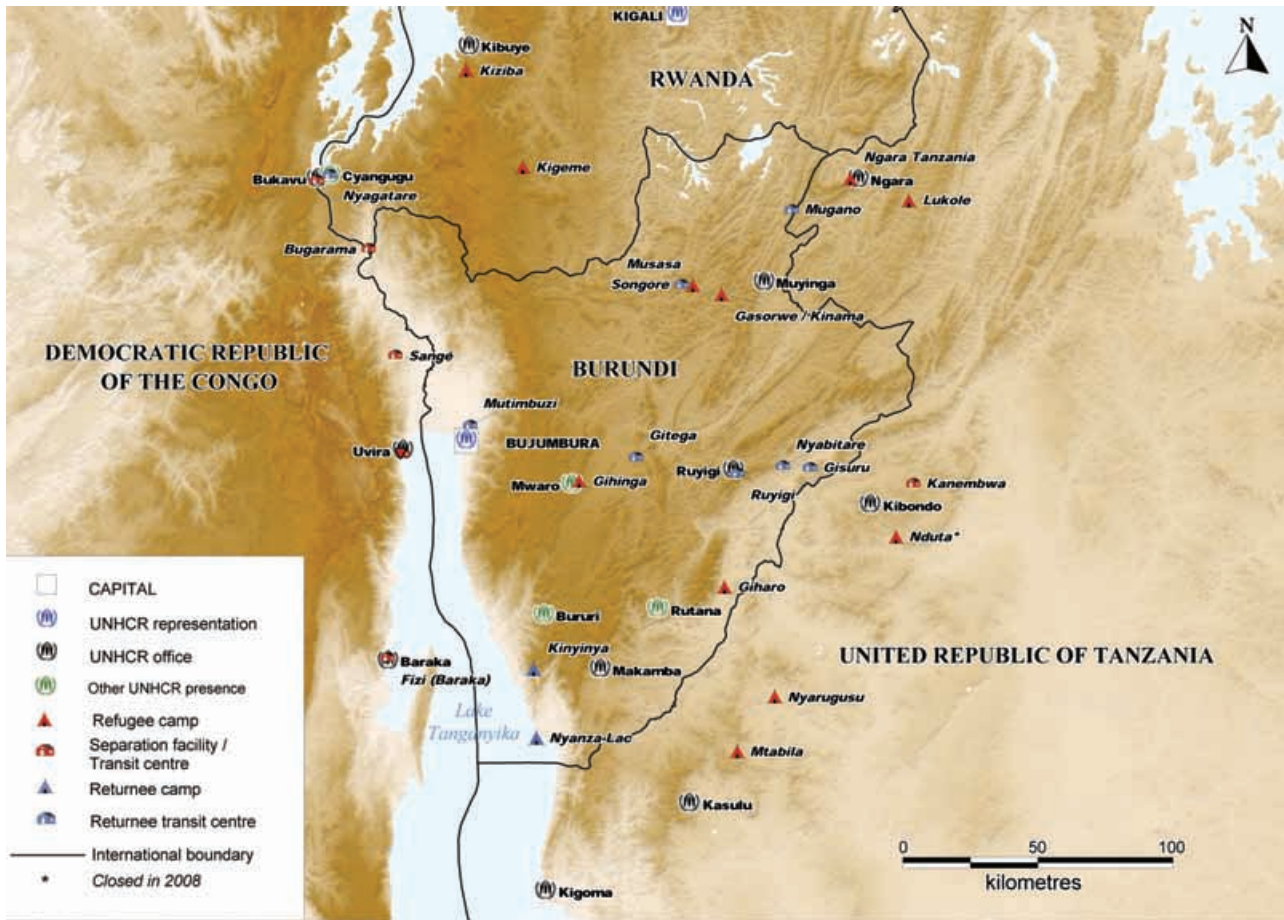 KIGALI
Kibuye
Kiziba
RWANDA
N
Kigeme
Ngara Tanzania
Bukavu
Cyangugu
Nyagatare
Ngara
Lukole
Mugano
Bugarama
Musasa
Songore
Muyinga
Gasorwe / Kinama
DEMOCRATIC REPUBLIC
OF THE CONGO
Sangé
BURUNDI
Mutimbuzi
BUJUMBURA
Gitega
Nyabitare
Uvira
Ruyigi
Gisuru
Mwaro
Gihinga
Ruyigi
Kanembwa
Kibondo
Nduta*
Giharo
Bururi
Rutana
Kinyinya
Baraka
Fizi (Baraka)
Makamba
UNITED REPUBLIC OF TANZANIA
Nyarugusu
Lake
Tanganyika
Nyanza-Lac
Mtabila
Kasulu
Kigoma
CAPITAL
UNHCR representation
UNHCR office
Other UNHCR presence
Refugee camp
Separation facility /
Transit centre
Returnee camp
Returnee transit centre
International boundary
* Closed in 2008
0 50 100
kilometres